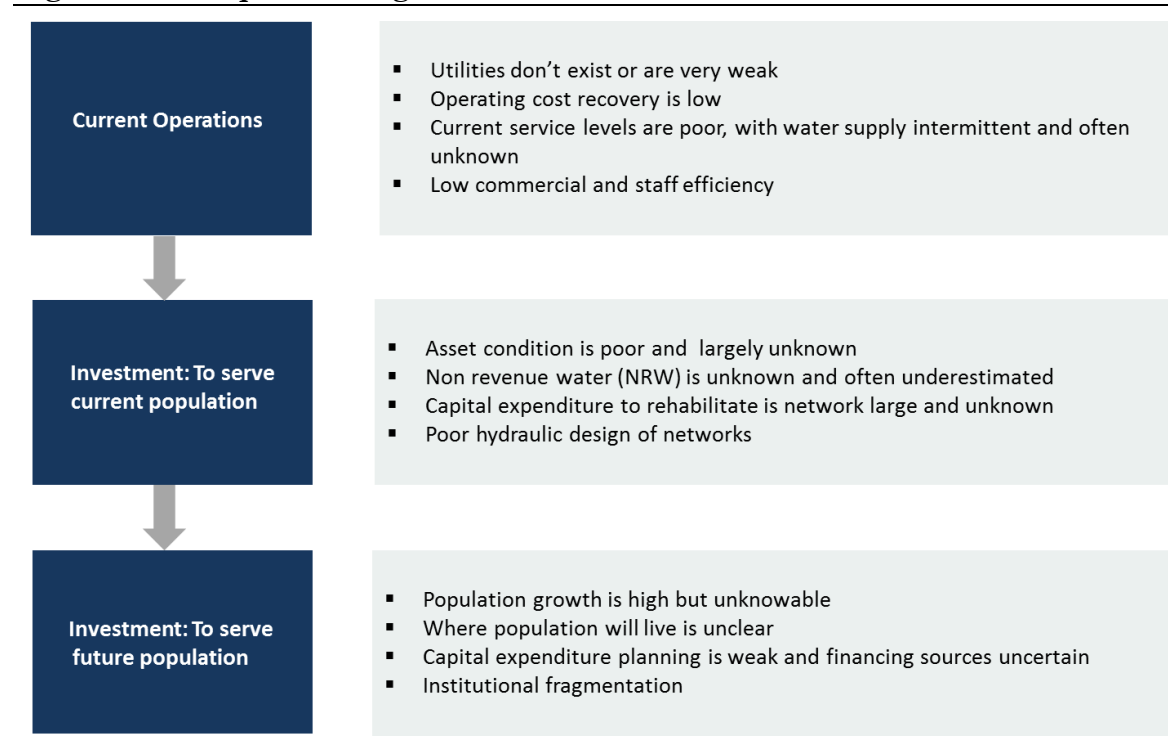 Current Operations
▪ Utilities don't exist or are very weak
▪ Operating cost recovery is low
▪ Current service levels are poor, with water supply intermittent and often
unknown
▪ Low commercial and staff efficiency
Investment: To serve
current population
▪ Asset condition is poor and largely unknown
▪ Non revenue water (NRW) is unknown and often underestimated
▪ Capital expenditure to rehabilitate is network large and unknown
▪ Poor hydraulic design of networks
Investment: To serve
future population
▪ Population growth is high but unknowable
▪ Where population will live is unclear
▪ Capital expenditure planning is weak and financing sources uncertain
▪ Institutional fragmentation